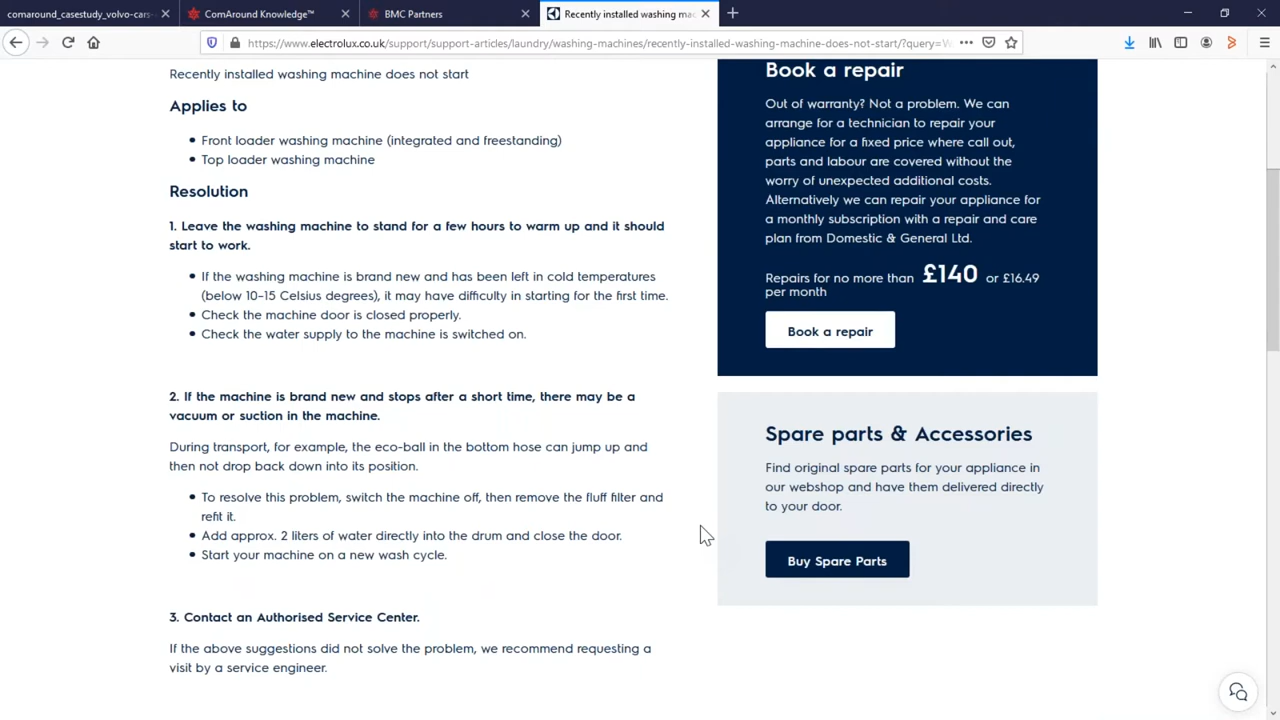 comaround_casestudy_volvo-cars-
ComAround Knowledge™
BMC Partners
Recently installed washing mac
https://www.electrolux.co.uk/support/support-articles/laundry/washing-machines/recently-installed-washing-machine-does-not-start/?query=W
Recently installed washing machine does not start
Applies to
• Front loader washing machine (integrated and freestanding)
• Top loader washing machine
Resolution
1. Leave the washing machine to stand for a few hours to warm up and it should
start to work.
• If the washing machine is brand new and has been left in cold temperatures
(below 10-15 Celsius degrees), it may have difficulty in starting for the first time.
• Check the machine door is closed properly.
• Check the water supply to the machine is switched on.
2. If the machine is brand new and stops after a short time, there may be a
vacuum or suction in the machine.
During transport, for example, the eco-ball in the bottom hose can jump up and
then not drop back down into its position.
• To resolve this problem, switch the machine off, then remove the fluff filter and
refit it.
• Add approx. 2 liters of water directly into the drum and close the door.
• Start your machine on a new wash cycle.
3. Contact an Authorised Service Center.
If the above suggestions did not solve the problem, we recommend requesting a
visit by a service engineer.
Book a repair
Out of warranty? Not a problem. We can
arrange for a technician to repair your
appliance for a fixed price where call out,
parts and labour are covered without the
worry of unexpected additional costs.
Alternatively we can repair your appliance for
a monthly subscription with a repair and care
plan from Domestic & General Ltd.
Repairs for no more than £140 or £16.49
per month
Book a repair
Spare parts & Accessories
Find original spare parts for your appliance in
our webshop and have them delivered directly
to your door.
Buy Spare Parts